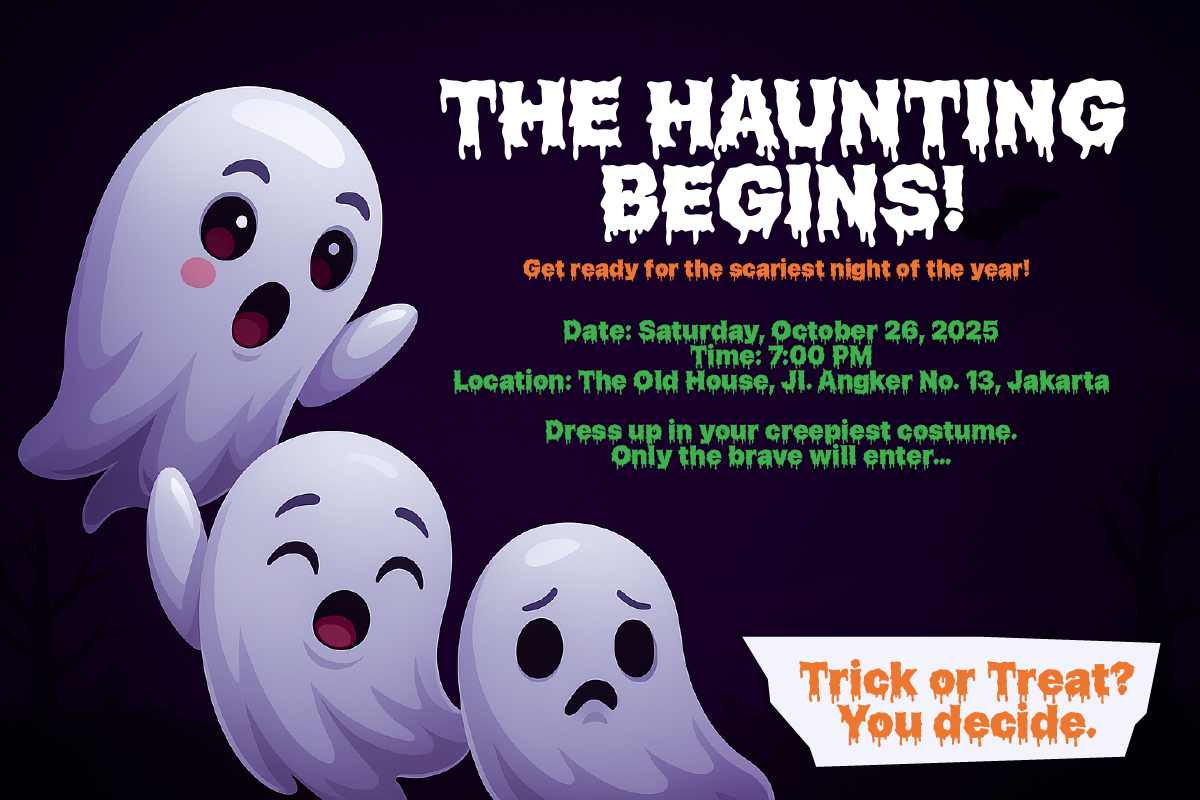 THE HAUNTING
BEGINS!
Get ready for the scariest night of the year!
Date: Saturday, October 26, 2025
Time: 7:00 PM
Location: The Old House, Jl. Angker No. 13, Jakarta
Dress up in your creepiest costume.
Only the brave will enter...
Trick or Treat?
You decide.